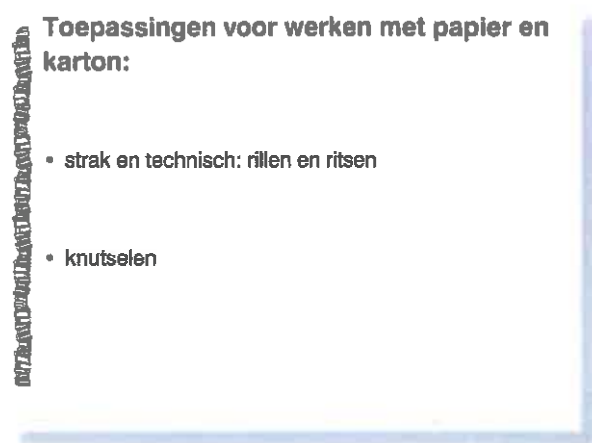 Toepassingen voor werken met papier en
karton:
• strak en technisch: rillen en ritsen
• knutselen